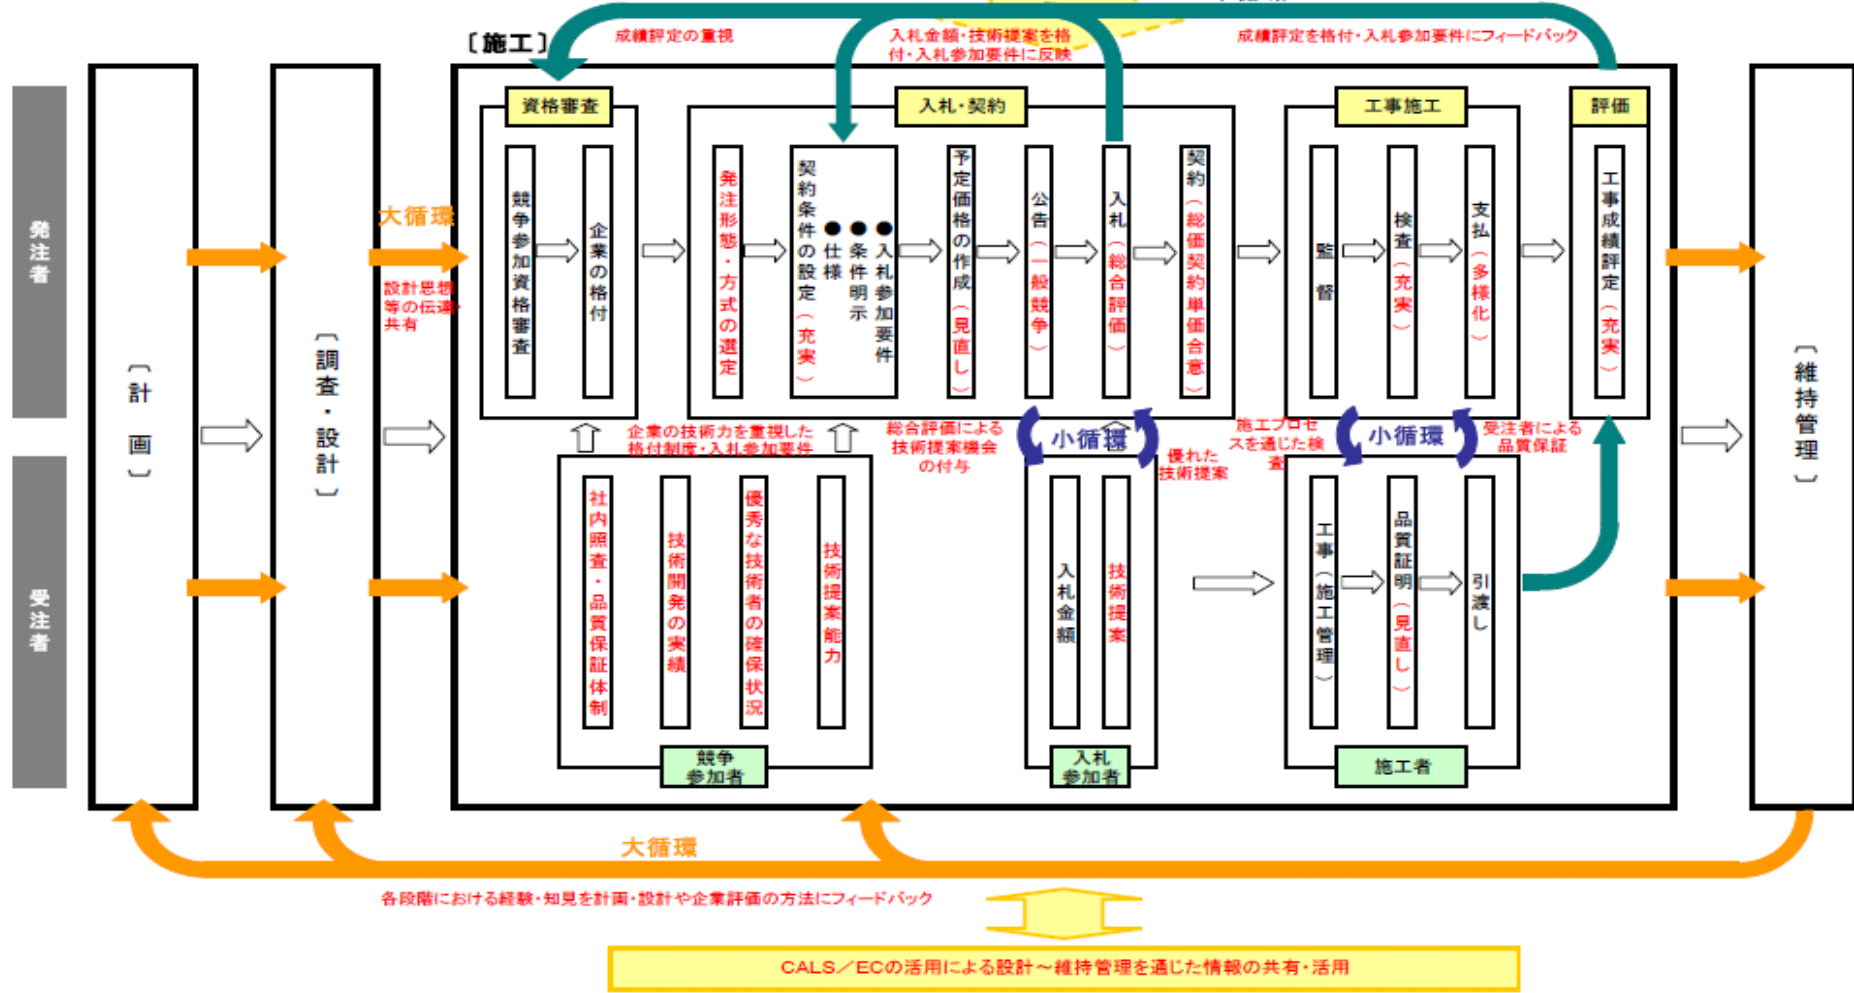 〔施工〕
成績評定の重視
入札金額・技術提案を格
付・入札参加要件に反映
成績評定を格付・入札参加要件にフィードバック
発注者
受注者
〔計画〕
〔調査・設計〕
大循環
設計思想
等の伝達・
共有
資格審査
競争参加資格審査
企業の格付
入札・契約
発注形態・方式の選定
契約条件の設定(充実)
●仕様
●条件明示
●入札参加要件
予定価格の作成(見直し)
公告(一般競争)
入札(総合評価)
契約(総価契約単価合意)
工事施工
監督
検査(充実)
支払(多様化)
評価
工事成績評定(充実)
〔維持管理〕
企業の技術力を重視した
格付制度・入札参加要件
総合評価による
技術提案機会
の付与
小循環
優れた
技術提案
施工プロセ
スを通じた検
査
小循環
受注者による
品質保証
社内照査・品質保証体制
技術開発の実績
優秀な技術者の確保状況
技術提案能力
競争
参加者
入札金額
技術提案
入札
参加者
工事(施工管理)
品質証明(見直し)
引渡し
施工者
大循環
各段階における経験・知見を計画・設計や企業評価の方法にフィードバック
CALS/ECの活用による設計～維持管理を通じた情報の共有・活用